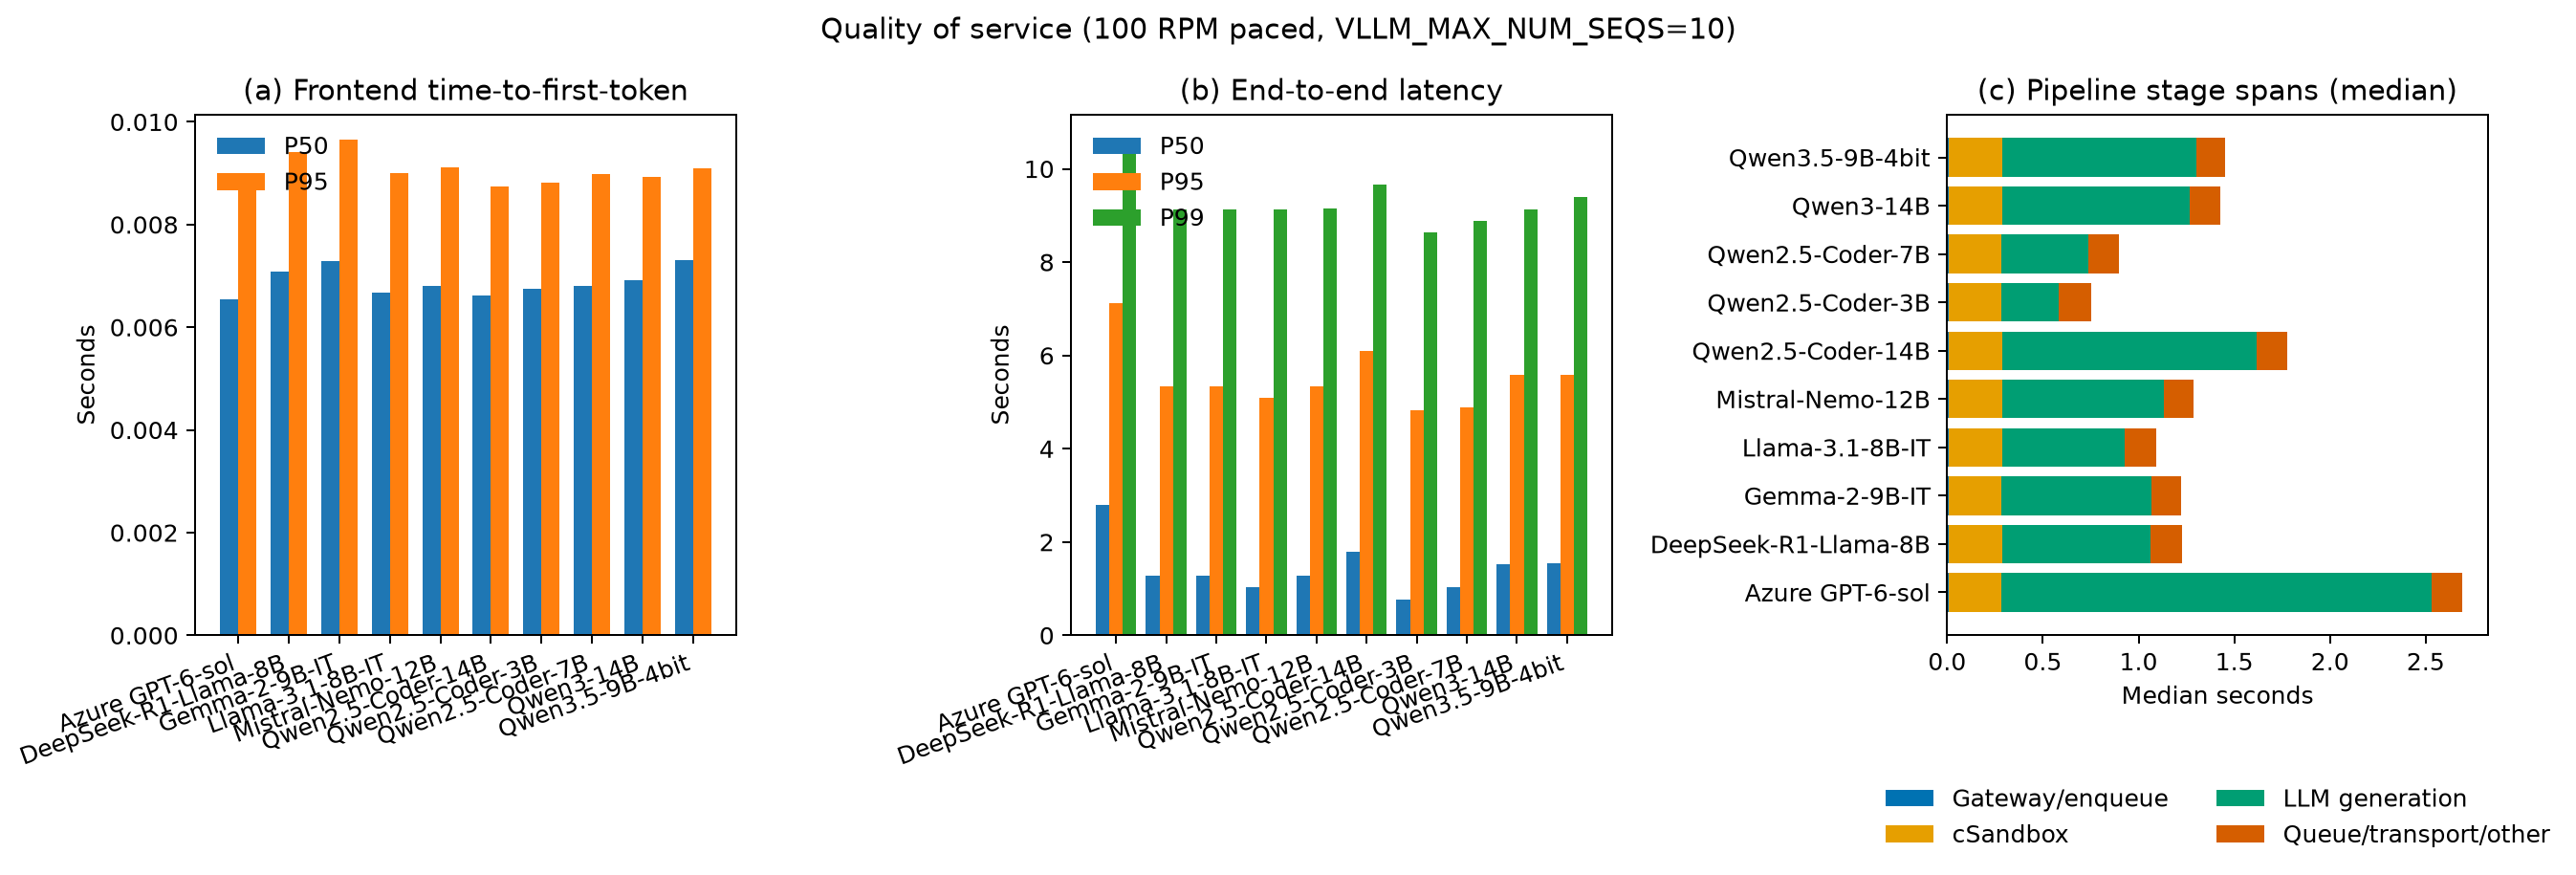 Quality of service (100 RPM paced, VLLM_MAX_NUM_SEQS=10)
(a) Frontend time-to-first-token
P50
P95
0.010
0.008
0.006
0.004
0.002
0.000
Seconds
Azure GPT-6-sol
DeepSeek-R1-Llama-8B
Gemma-2-9B-IT
Llama-3.1-8B-IT
Mistral-Nemo-12B
Qwen2.5-Coder-14B
Qwen2.5-Coder-3B
Qwen2.5-Coder-7B
Qwen3-14B
Qwen3.5-9B-4bit
(b) End-to-end latency
P50
P95
P99
10
8
6
4
2
0
Seconds
Azure GPT-6-sol
DeepSeek-R1-Llama-8B
Gemma-2-9B-IT
Llama-3.1-8B-IT
Mistral-Nemo-12B
Qwen2.5-Coder-14B
Qwen2.5-Coder-3B
Qwen2.5-Coder-7B
Qwen3-14B
Qwen3.5-9B-4bit
(c) Pipeline stage spans (median)
Qwen3.5-9B-4bit
Qwen3-14B
Qwen2.5-Coder-7B
Qwen2.5-Coder-3B
Qwen2.5-Coder-14B
Mistral-Nemo-12B
Llama-3.1-8B-IT
Gemma-2-9B-IT
DeepSeek-R1-Llama-8B
Azure GPT-6-sol
0.0 0.5 1.0 1.5 2.0 2.5
Median seconds
Gateway/enqueue
cSandbox
LLM generation
Queue/transport/other